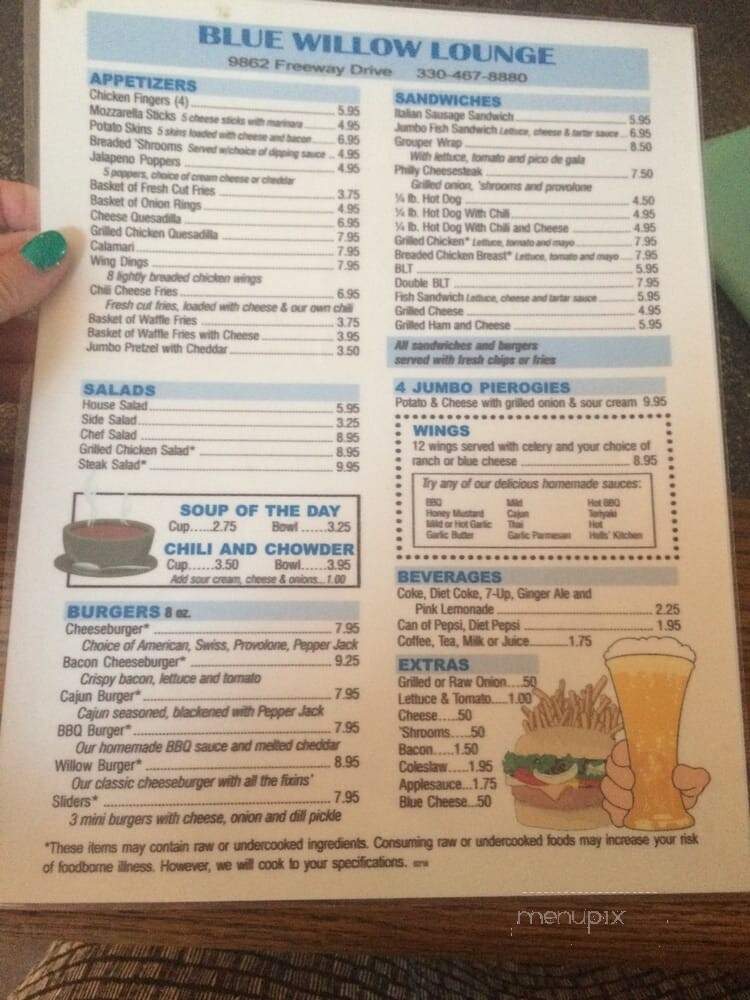 BLUE WILLOW LOUNGE
9862 Freeway Drive 330-467-8880
APPETIZERS
Chicken Fingers (4) 5.95
Mozzarella Sticks 5 cheese sticks with marinara 4.95
Potato Skins 5 skins loaded with cheese and bacon 6.95
Breaded 'Shrooms Served w/choice of dipping sauce 4.95
Jalapeno Poppers 4.95
5 poppers, choice of cream cheese or cheddar
Basket of Fresh Cut Fries 3.75
Basket of Onion Rings 4.95
Cheese Quesadilla 6.95
Grilled Chicken Quesadilla 7.95
Calamari 7.95
Wing Dings 7.95
8 lightly breaded chicken wings
Chili Cheese Fries 6.95
Fresh cut fries, loaded with cheese & our own chili
Basket of Waffle Fries 3.75
Basket of Waffle Fries with Cheese 3.95
Jumbo Pretzel with Cheddar 3.50
SALADS
House Salad 5.95
Side Salad 3.25
Chef Salad 8.95
Grilled Chicken Salad* 8.95
Steak Salad* 9.95
SOUP OF THE DAY
Cup.....2.75 Bowl......3.25
CHILI AND CHOWDER
Cup......3.50 Bowl......3.95
Add sour cream, cheese & onions...1.00
BURGERS 8 oz.
Cheeseburger* 7.95
Choice of American, Swiss, Provolone, Pepper Jack
Bacon Cheeseburger* 9.25
Crispy bacon, lettuce and tomato
Cajun Burger* 7.95
Cajun seasoned, blackened with Pepper Jack
BBQ Burger* 7.95
Our homemade BBQ sauce and melted cheddar
Willow Burger* 8.95
Our classic cheeseburger with all the fixins'
Sliders* 7.95
3 mini burgers with cheese, onion and dill pickle
SANDWICHES
Italian Sausage Sandwich 5.95
Jumbo Fish Sandwich Lettuce, cheese & tarter sauce 6.95
Grouper Wrap 8.50
With lettuce, tomato and pico de gala
Philly Cheesesteak 7.50
Grilled onion, 'shrooms and provolone
¼ lb. Hot Dog 4.50
¼ lb. Hot Dog With Chili 4.95
¼ lb. Hot Dog With Chili and Cheese 4.95
Grilled Chicken* Lettuce, tomato and mayo 7.95
Breaded Chicken Breast* Lettuce, tomato and mayo 7.95
BLT 5.95
Double BLT 7.95
Fish Sandwich Lettuce, cheese and tartar sauce 5.95
Grilled Cheese 4.95
Grilled Ham and Cheese 5.95
All sandwiches and burgers
served with fresh chips or fries
4 JUMBO PIEROGIES
Potato & Cheese with grilled onion & sour cream 9.95
WINGS
12 wings served with celery and your choice of
ranch or blue cheese 8.95
Try any of our delicious homemade sauces:
BBQ Mild Hot BBQ
Honey Mustard Cajun Teriyaki
Mild or Hot Garlic Thai Hot
Garlic Butter Garlic Parmesan Hells' Kitchen
BEVERAGES
Coke, Diet Coke, 7-Up, Ginger Ale and
Pink Lemonade 2.25
Can of Pepsi, Diet Pepsi 1.95
Coffee, Tea, Milk or Juice 1.75
EXTRAS
Grilled or Raw Onion....50
Lettuce & Tomato....1.00
Cheese.....50
'Shrooms.....50
Bacon.....1.50
Coleslaw.....1.95
Applesauce...1.75
Blue Cheese...50
*These items may contain raw or undercooked ingredients. Consuming raw or undercooked foods may increase your risk
of foodborne illness. However, we will cook to your specifications.
menupix